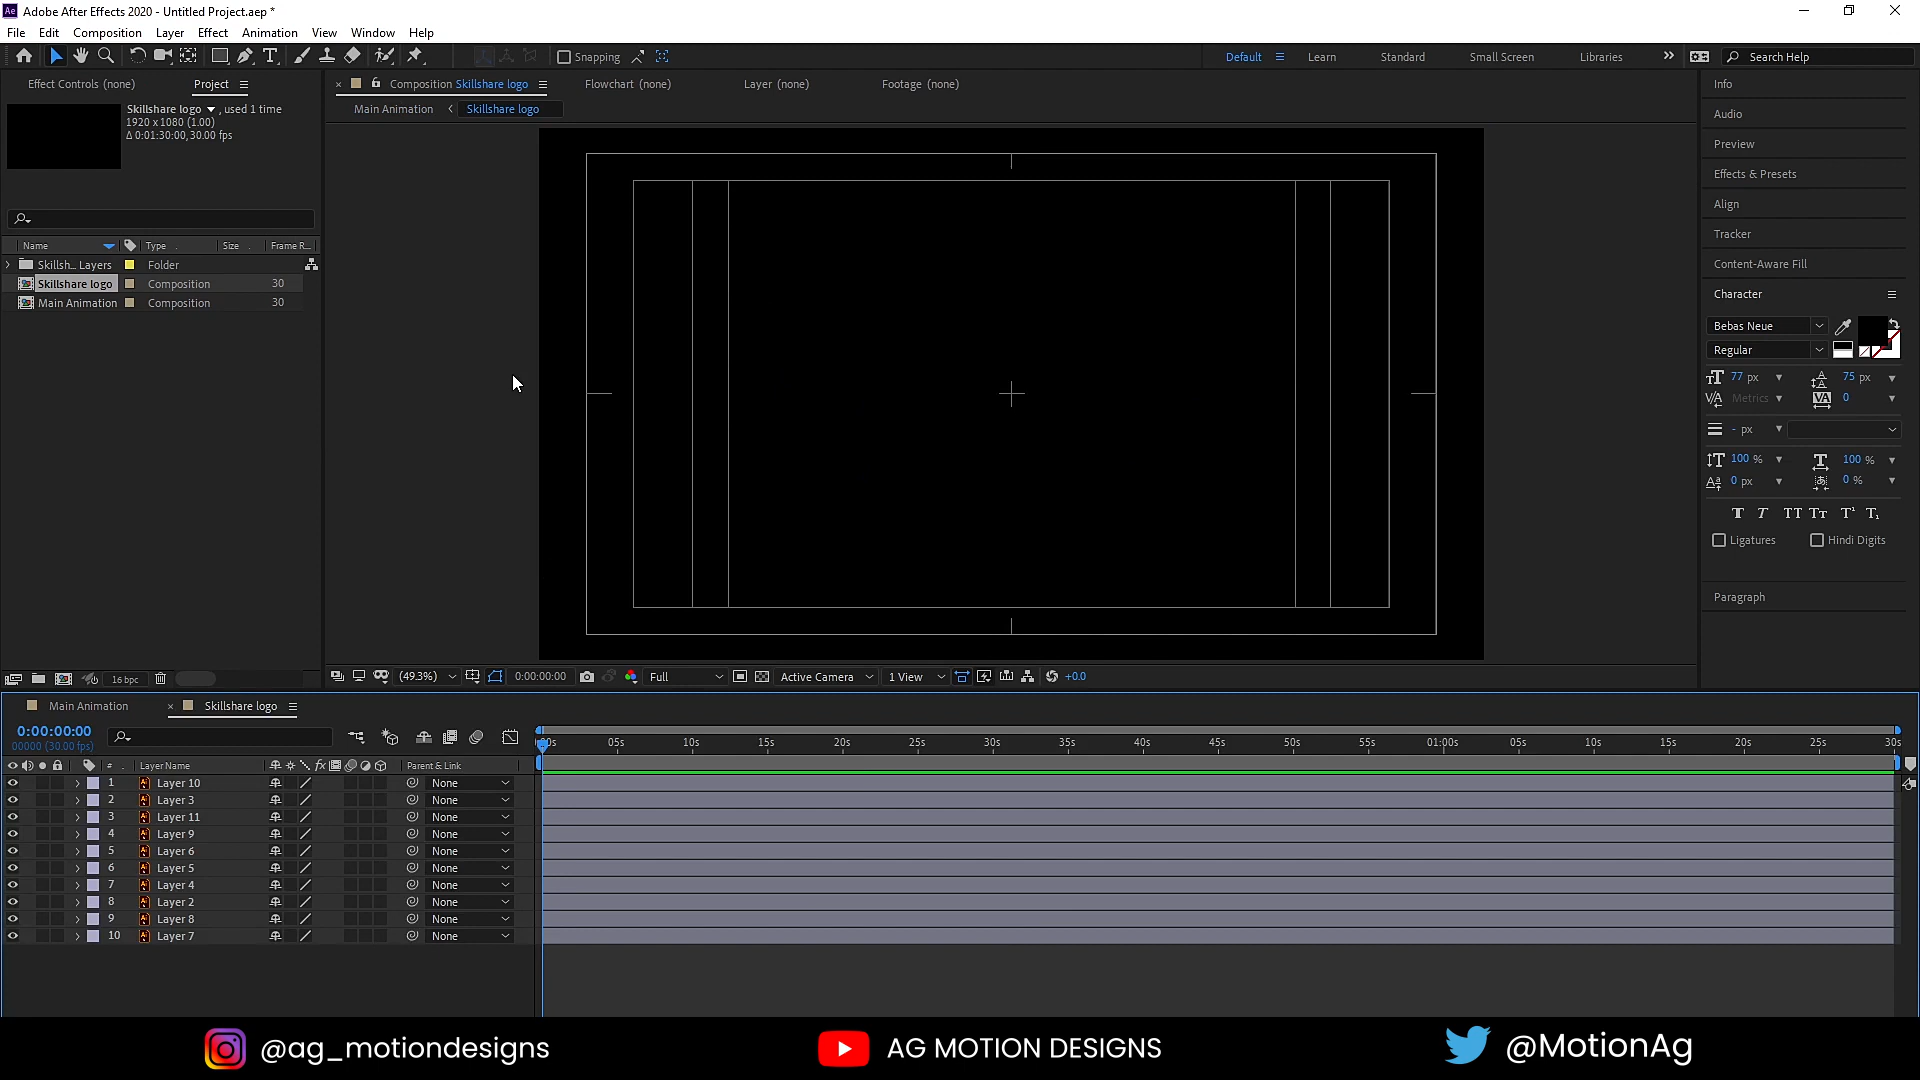 Ae Adobe After Effects 2020 - Untitled Project.aep *
File Edit Composition Layer Effect Animation View Window Help
Snapping Default Learn Standard Small Screen Libraries Search Help
Effect Controls (none) Project
Composition Skillshare logo Flowchart (none) Layer (none) Footage (none)
Main Animation Skillshare logo
Skillshare logo , used 1 time
1920 x 1080 (1.00)
Δ 0:01:30:00, 30.00 fps
Name Type Size Frame R...
Skillsh... Layers Folder
Skillshare logo Composition 30
Main Animation Composition 30
16 bpc
(49.3%) 0:00:00:00 Full Active Camera 1 View +0.0
Info
Audio
Preview
Effects & Presets
Align
Tracker
Content-Aware Fill
Character
Bebas Neue
Regular
77 px 75 px
Metrics 0
- px
100 % 100 %
0 px 0 %
T T TT Tt T¹ T₁
Ligatures Hindi Digits
Paragraph
Main Animation Skillshare logo
0:00:00:00
00000 (30.00 fps)
00s 05s 10s 15s 20s 25s 30s 35s 40s 45s 50s 55s 01:00s 05s 10s 15s 20s 25s 30s
# Layer Name fx Parent & Link
1 Layer 10 None
2 Layer 3 None
3 Layer 11 None
4 Layer 9 None
5 Layer 6 None
6 Layer 5 None
7 Layer 4 None
8 Layer 2 None
9 Layer 8 None
10 Layer 7 None
@ag_motiondesigns AG MOTION DESIGNS @MotionAg